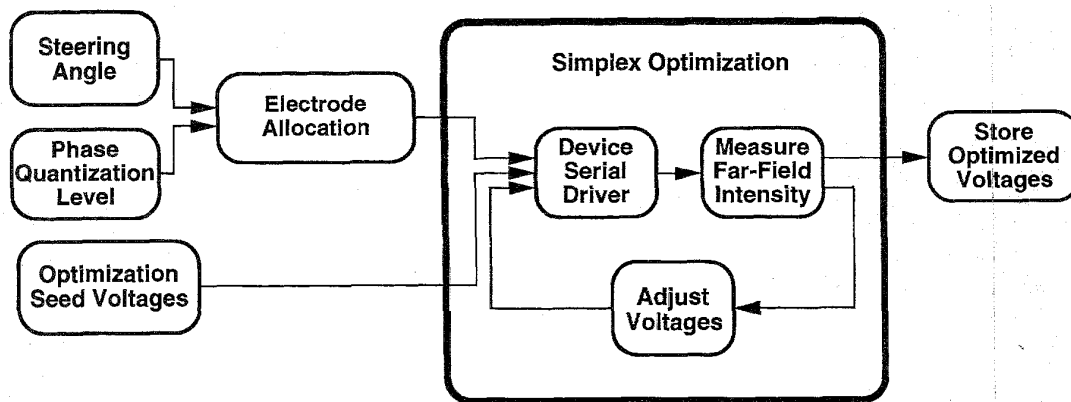 Steering
Angle
Phase
Quantization
Level
Optimization
Seed Voltages
Electrode
Allocation
Simplex Optimization
Device
Serial
Driver
Measure
Far-Field
Intensity
Adjust
Voltages
Store
Optimized
Voltages